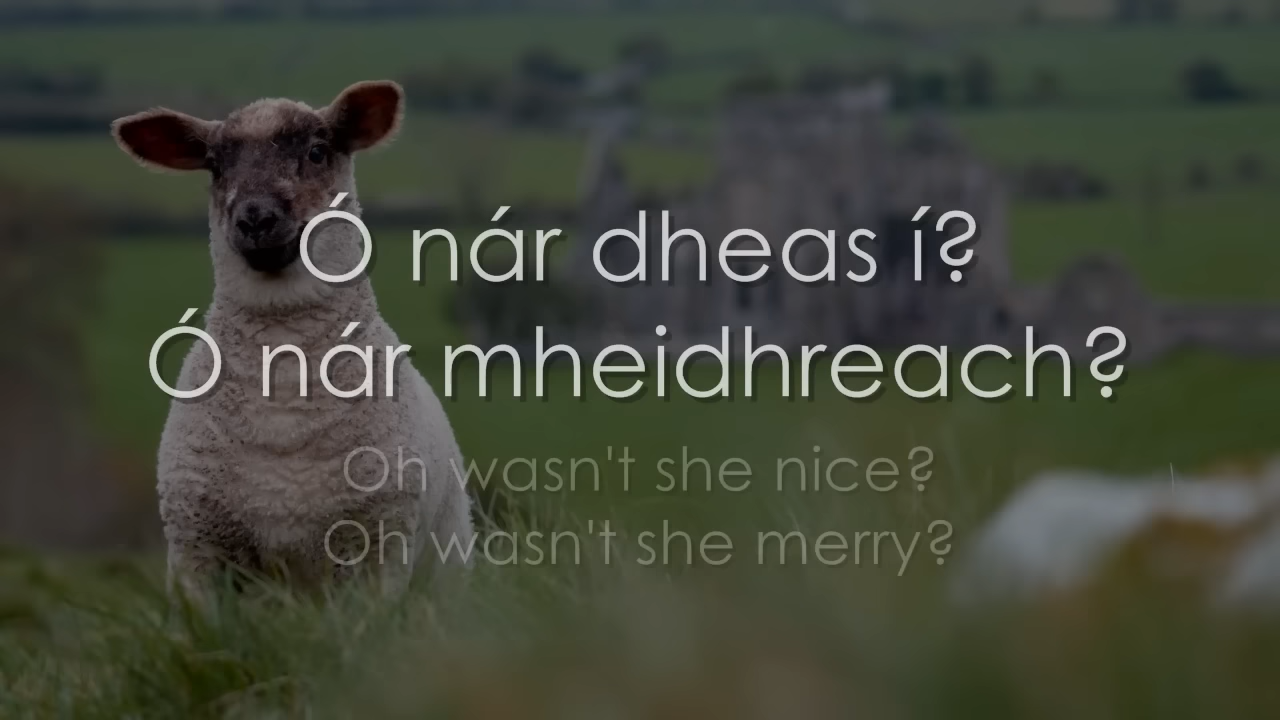 Ó nár dheas í?
Ó nár mheidhreach?
Oh wasn't she nice?
Oh wasn't she merry?